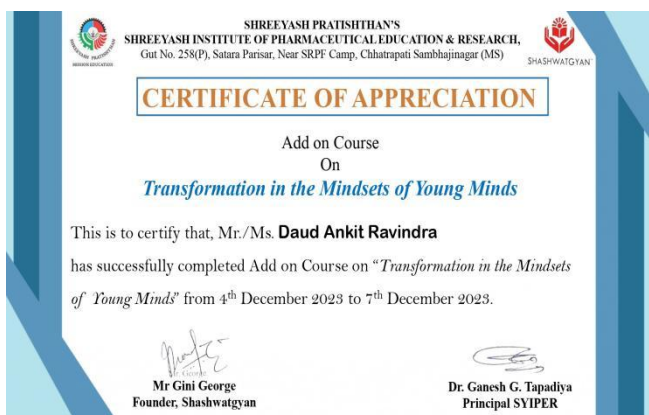 SHREEYASH PRATISHTHAN'S
SHREEYASH INSTITUTE OF PHARMACEUTICAL EDUCATION & RESEARCH,
Gut No. 258(P), Satara Parisar, Near SRPF Camp, Chhatrapati Sambhajinagar (MS)
SHASHWATGYAN
CERTIFICATE OF APPRECIATION
Add on Course
On
Transformation in the Mindsets of Young Minds
This is to certify that, Mr./Ms. Daud Ankit Ravindra
has successfully completed Add on Course on “Transformation in the Mindsets
of Young Minds” from 4th December 2023 to 7th December 2023.
Mr Gini George
Founder, Shashwatgyan
Dr. Ganesh G. Tapadiya
Principal SYIPER